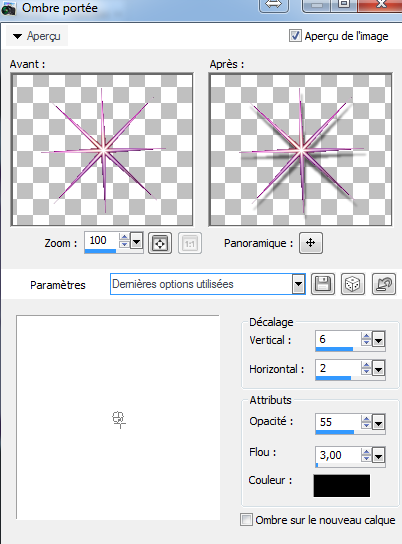 Ombre portée
Aperçu
Aperçu de l'image
Avant :
Après :
Zoom : 100
1:1
Panoramique :
Paramètres
Dernières options utilisées
Décalage
Vertical : 6
Horizontal : 2
Attributs
Opacité : 55
Flou : 3,00
Couleur :
Ombre sur le nouveau calque